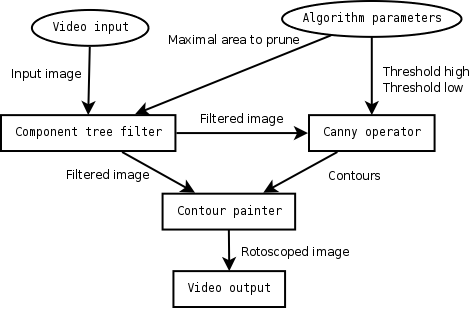 Video input
Algorithm parameters
Maximal area to prune
Input image
Threshold high
Threshold low
Component tree filter
Filtered image
Canny operator
Filtered image
Contours
Contour painter
Rotoscoped image
Video output